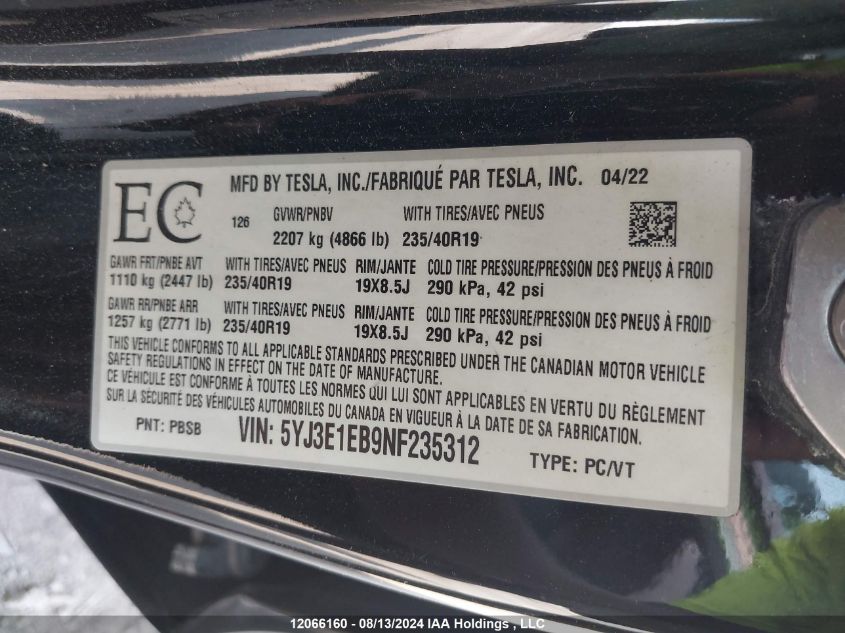 EC
MFD BY TESLA, INC./FABRIQUÉ PAR TESLA, INC. 04/22
126 GVWR/PNBV WITH TIRES/AVEC PNEUS
2207 kg (4866 lb) 235/40R19
GAWR FRT/PNBE AVT WITH TIRES/AVEC PNEUS RIM/JANTE COLD TIRE PRESSURE/PRESSION DES PNEUS À FROID
1110 kg (2447 lb) 235/40R19 19X8.5J 290 kPa, 42 psi
GAWR RR/PNBE ARR WITH TIRES/AVEC PNEUS RIM/JANTE COLD TIRE PRESSURE/PRESSION DES PNEUS À FROID
1257 kg (2771 lb) 235/40R19 19X8.5J 290 kPa, 42 psi
THIS VEHICLE CONFORMS TO ALL APPLICABLE STANDARDS PRESCRIBED UNDER THE CANADIAN MOTOR VEHICLE
SAFETY REGULATIONS IN EFFECT ON THE DATE OF MANUFACTURE.
CE VÉHICULE EST CONFORME À TOUTES LES NORMES QUI LUI SONT APPLICABLES EN VERTU DU RÈGLEMENT
SUR LA SÉCURITÉ DES VÉHICULES AUTOMOBILES DU CANADA EN VIGUEUR À LA DATE DE SA FABRICATION.
PNT: PBSB VIN: 5YJ3E1EB9NF235312 TYPE: PC/VT
12066160 - 08/13/2024 IAA Holdings , LLC